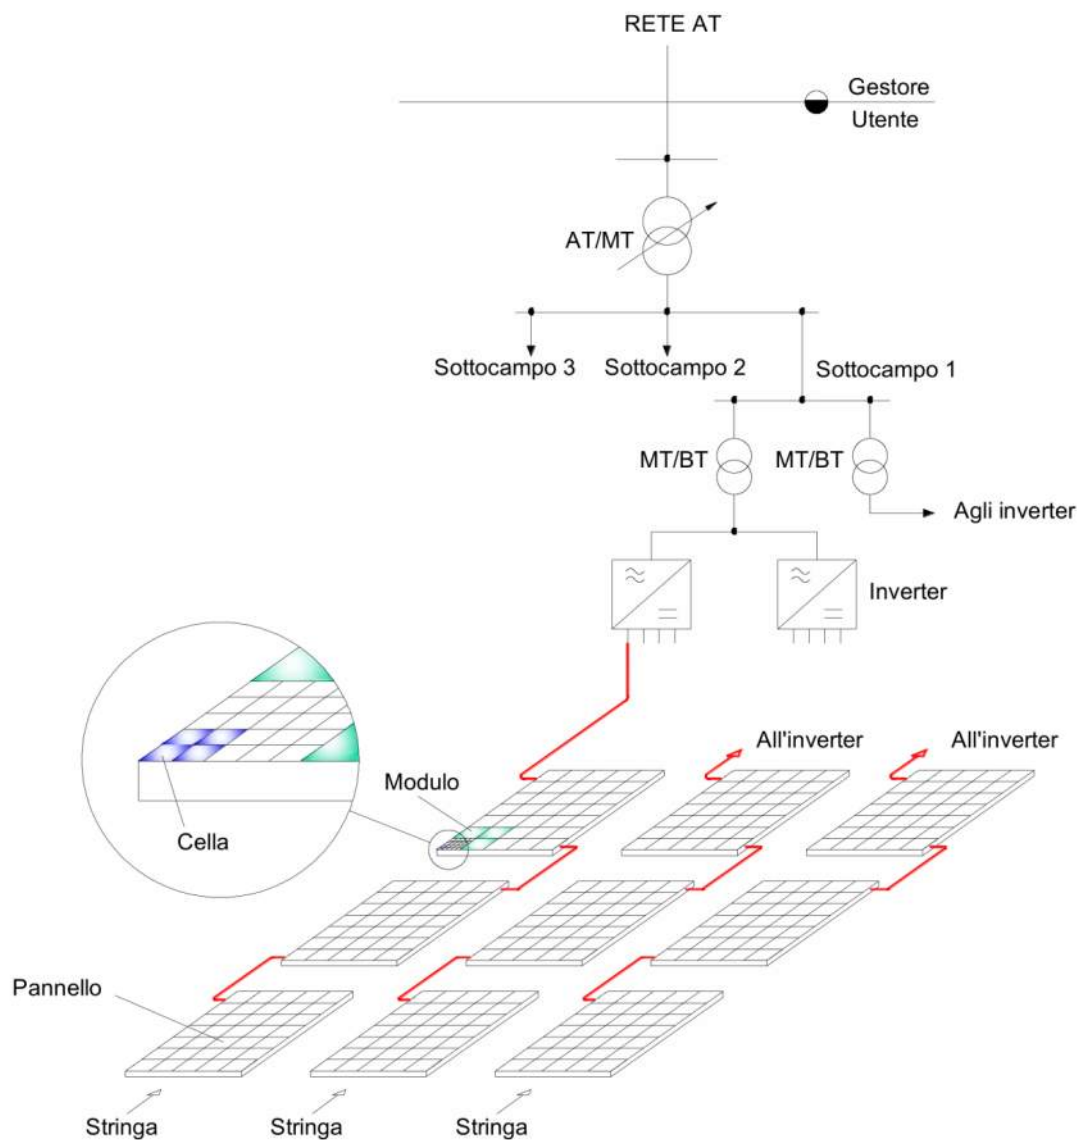 RETE AT
Gestore
Utente
AT/MT
Sottocampo 3
Sottocampo 2
Sottocampo 1
MT/BT
MT/BT
Agli inverter
Inverter
All'inverter
All'inverter
Modulo
Cella
Pannello
Stringa
Stringa
Stringa